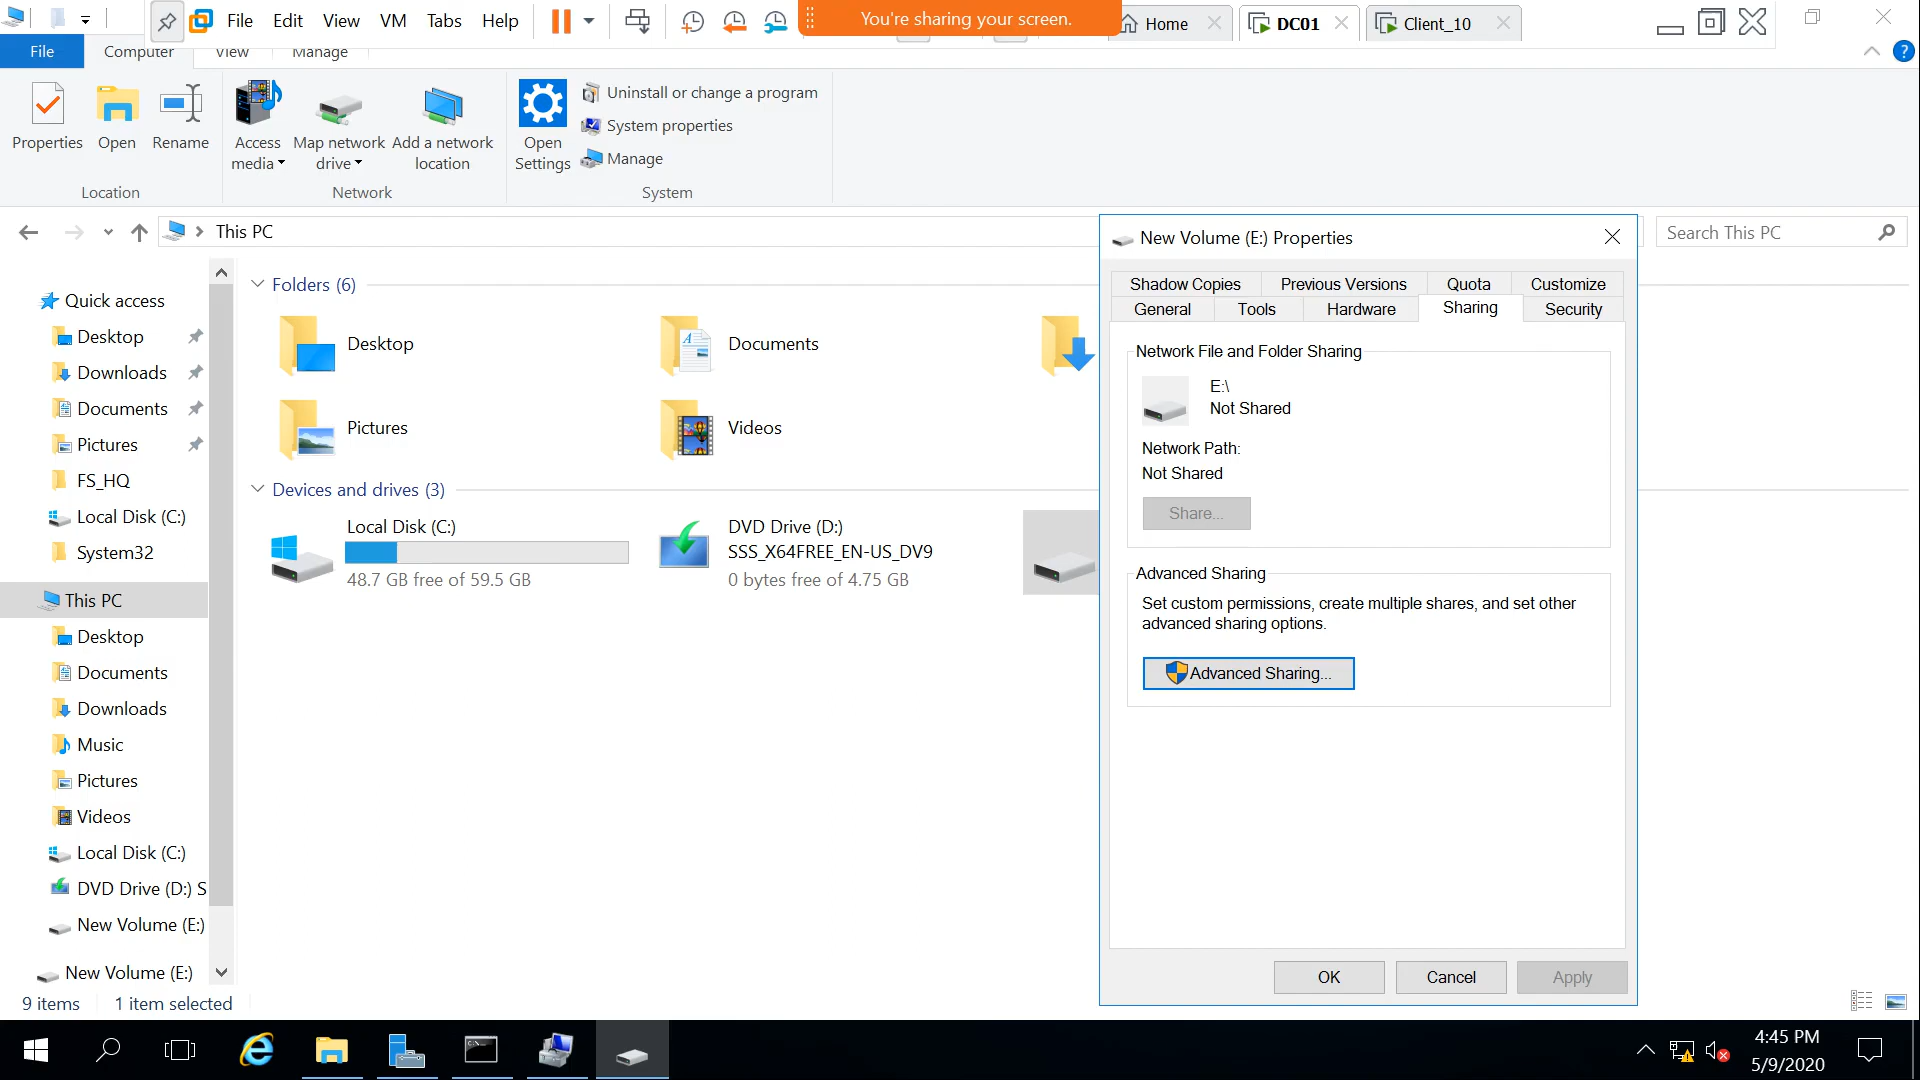 File Edit View VM Tabs Help
You're sharing your screen.
Home
DC01
Client_10
File Computer View Manage
Properties
Open
Rename
Access media
Map network drive
Add a network location
Open Settings
Uninstall or change a program
System properties
Manage
Location
Network
System
This PC
Search This PC
Quick access
Desktop
Downloads
Documents
Pictures
FS_HQ
Local Disk (C:)
System32
This PC
Desktop
Documents
Downloads
Music
Pictures
Videos
Local Disk (C:)
DVD Drive (D:) S
New Volume (E:)
New Volume (E:)
Folders (6)
Desktop
Documents
Pictures
Videos
Devices and drives (3)
Local Disk (C:)
48.7 GB free of 59.5 GB
DVD Drive (D:)
SSS_X64FREE_EN-US_DV9
0 bytes free of 4.75 GB
New Volume (E:) Properties
Shadow Copies Previous Versions Quota Customize
General Tools Hardware Sharing Security
Network File and Folder Sharing
E:\
Not Shared
Network Path:
Not Shared
Share...
Advanced Sharing
Set custom permissions, create multiple shares, and set other
advanced sharing options.
Advanced Sharing...
OK Cancel Apply
9 items 1 item selected
4:45 PM
5/9/2020